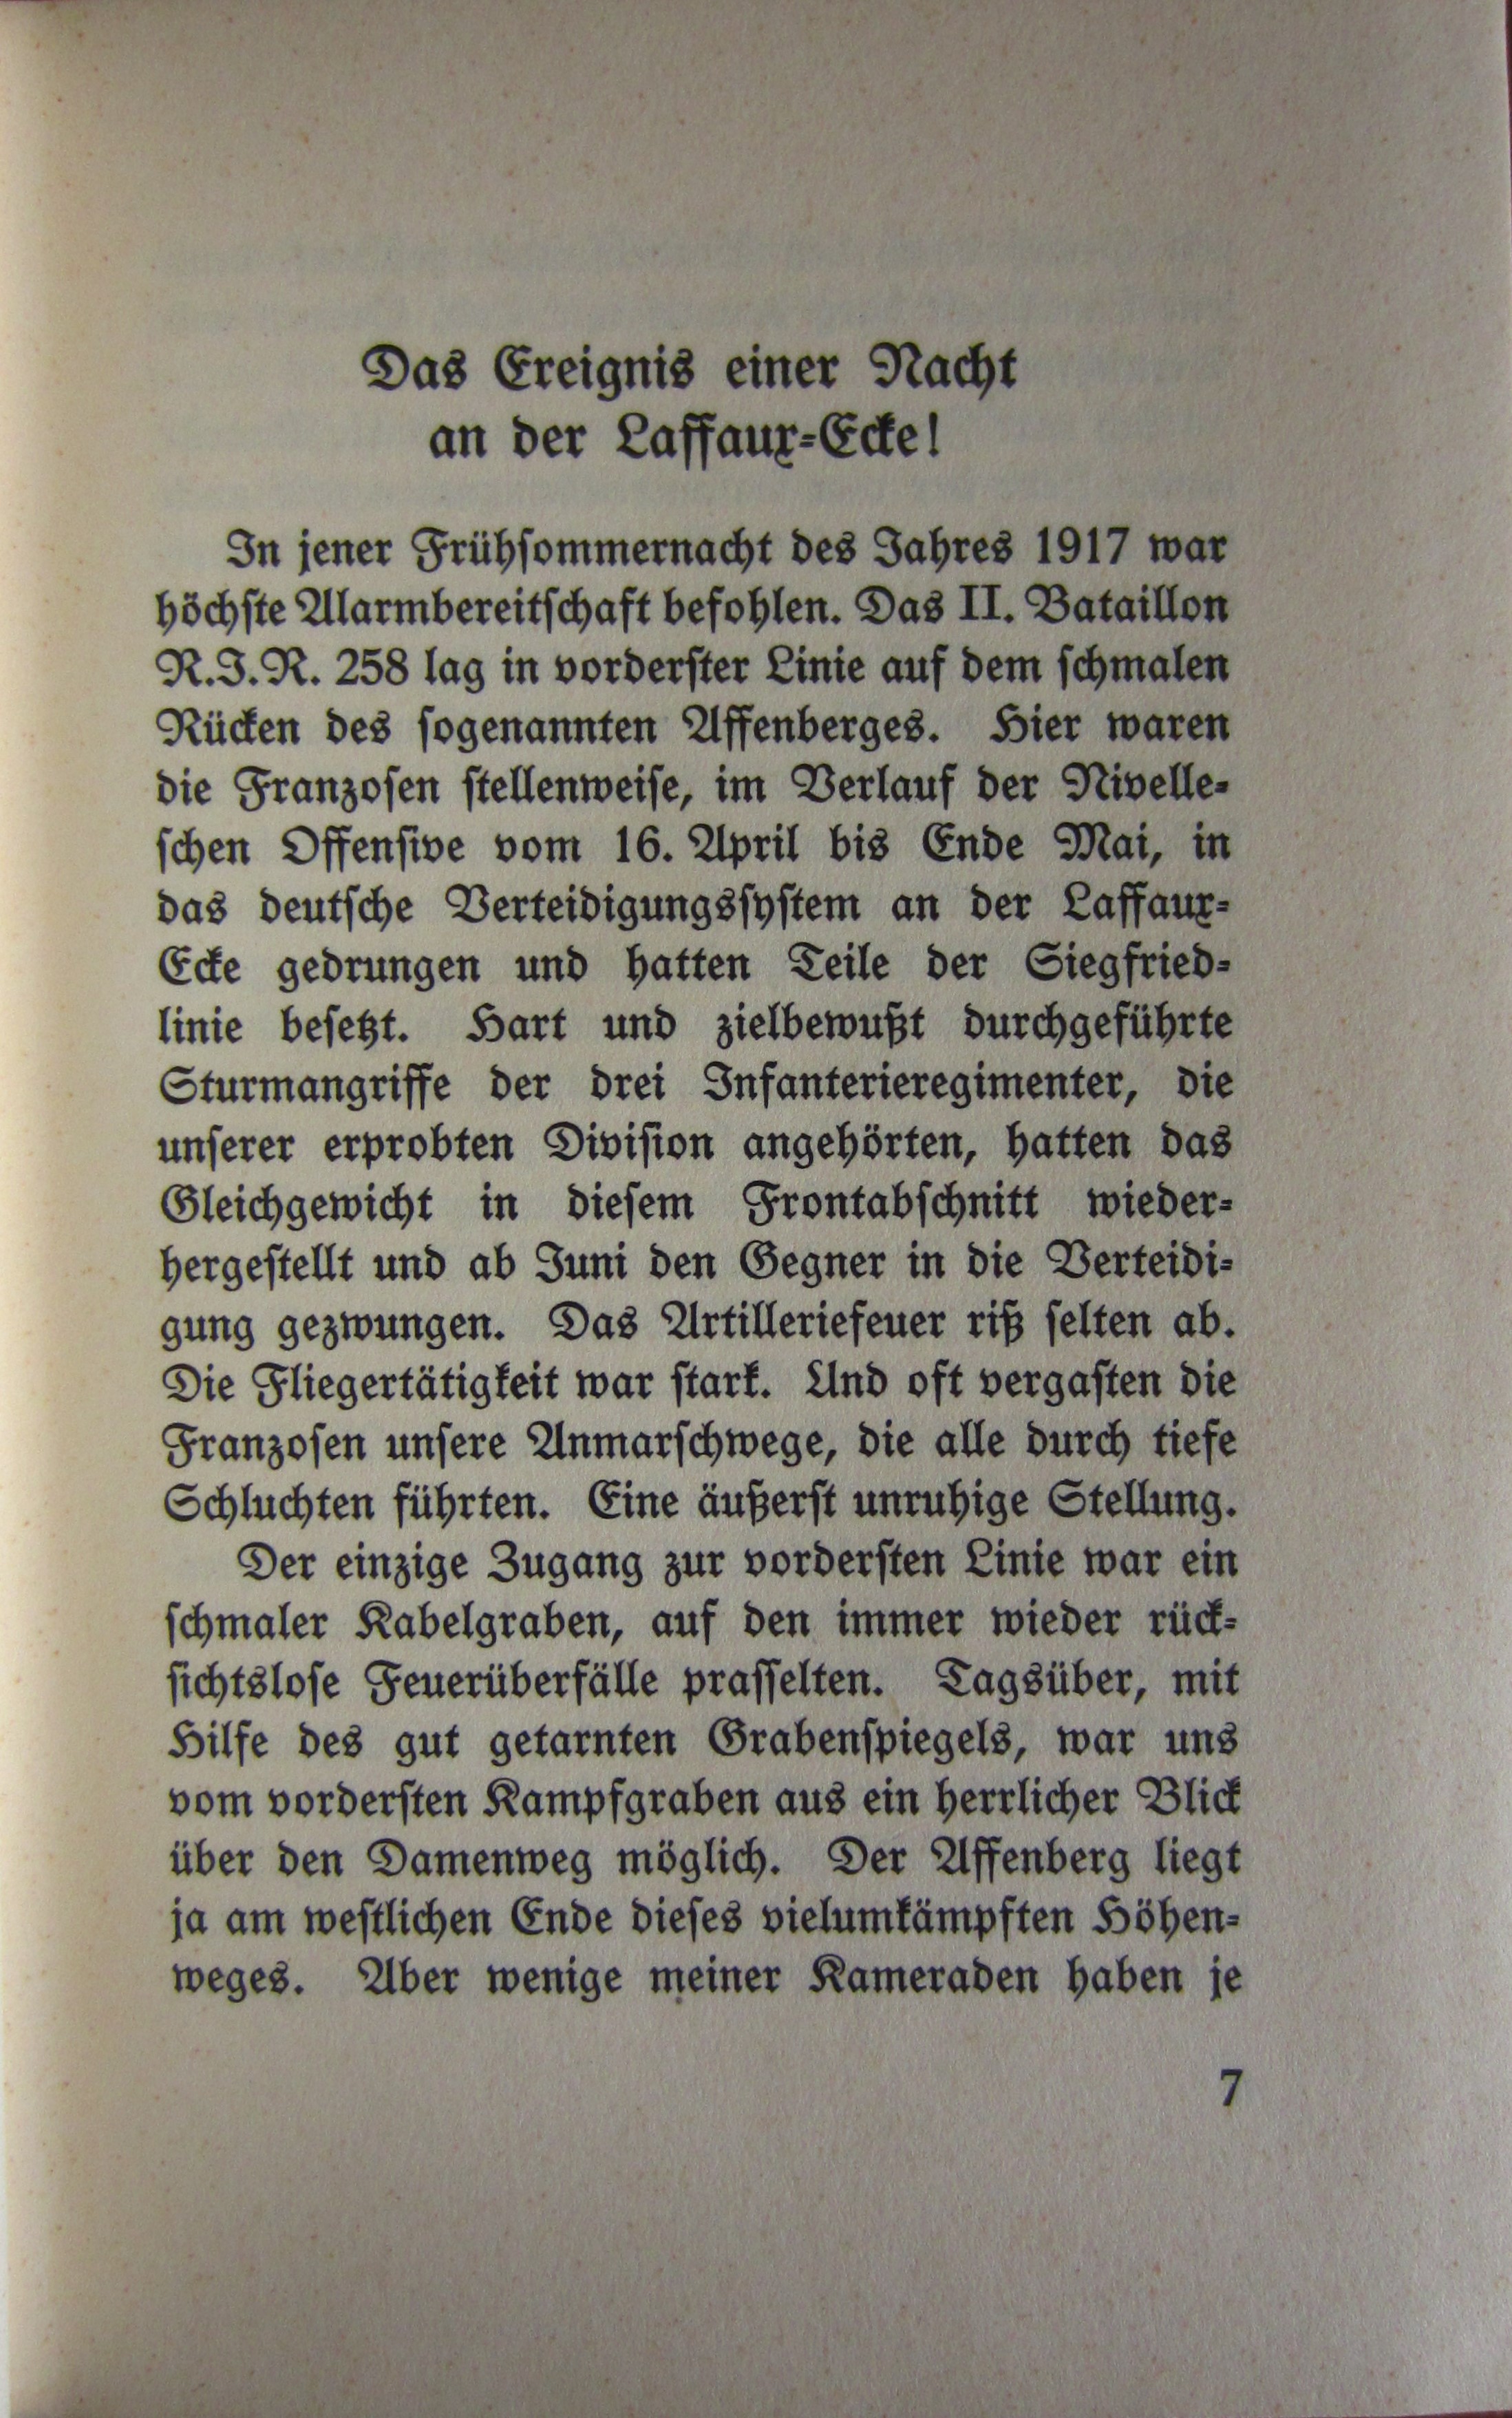 Das Ereignis einer Nacht
an der Laffaux-Ecke!
In jener Frühsommernacht des Jahres 1917 war
höchste Alarmbereitschaft befohlen. Das II. Bataillon
R.I.R. 258 lag in vorderster Linie auf dem schmalen
Rücken des sogenannten Affenberges. Hier waren
die Franzosen stellenweise, im Verlauf der Nivelle-
schen Offensive vom 16. April bis Ende Mai, in
das deutsche Verteidigungssystem an der Laffaux-
Ecke gedrungen und hatten Teile der Siegfried-
linie besetzt. Hart und zielbewußt durchgeführte
Sturmangriffe der drei Infanterieregimenter, die
unserer erprobten Division angehörten, hatten das
Gleichgewicht in diesem Frontabschnitt wieder-
hergestellt und ab Juni den Gegner in die Verteidi-
gung gezwungen. Das Artilleriefeuer riß selten ab.
Die Fliegertätigkeit war stark. Und oft vergasten die
Franzosen unsere Anmarschwege, die alle durch tiefe
Schluchten führten. Eine äußerst unruhige Stellung.
Der einzige Zugang zur vordersten Linie war ein
schmaler Kabelgraben, auf den immer wieder rück-
sichtslose Feuerüberfälle prasselten. Tagsüber, mit
Hilfe des gut getarnten Grabenspiegels, war uns
vom vordersten Kampfgraben aus ein herrlicher Blick
über den Damenweg möglich. Der Affenberg liegt
ja am westlichen Ende dieses vielumkämpften Höhen-
weges. Aber wenige meiner Kameraden haben je
7